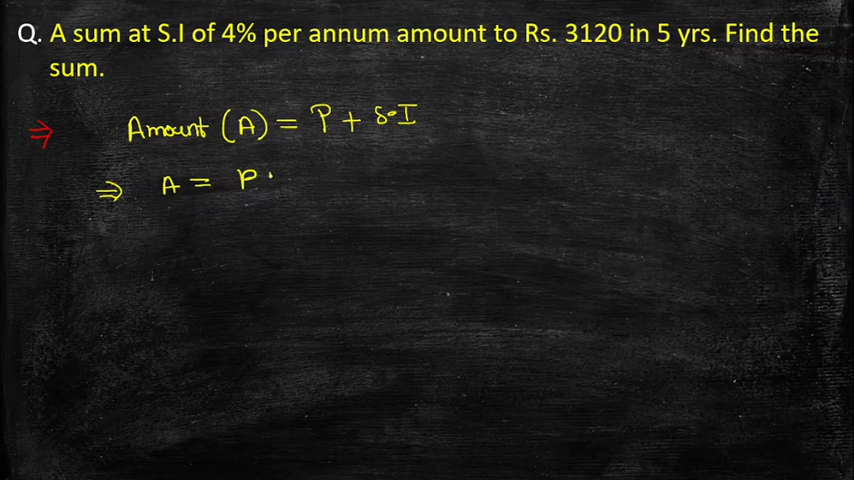 Q. A sum at S.I of 4% per annum amount to Rs. 3120 in 5 yrs. Find the
sum.
⇒ Amount (A) = P + S.I
⇒ A = P